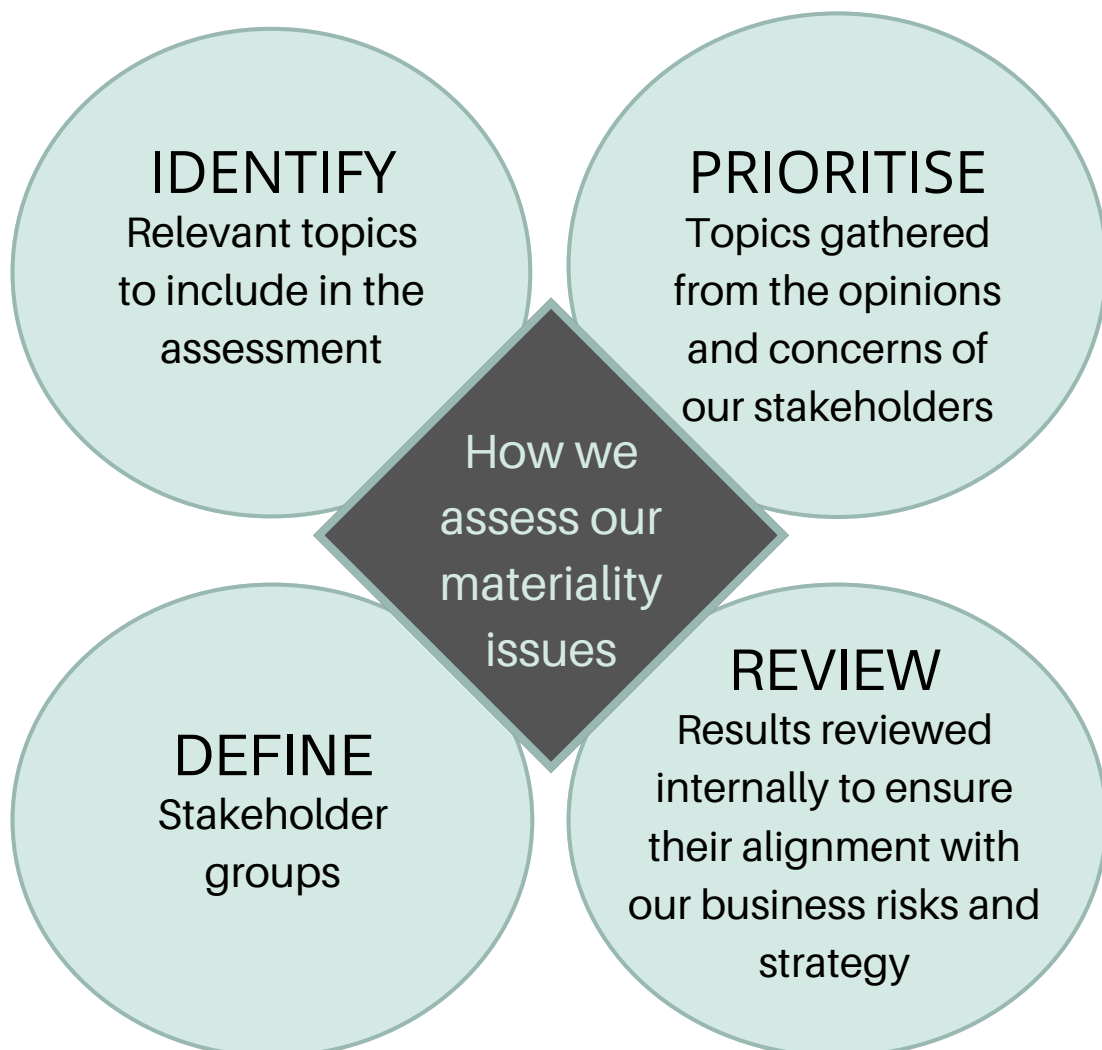 IDENTIFY
Relevant topics
to include in the
assessment
PRIORITISE
Topics gathered
from the opinions
and concerns of
our stakeholders
How we
assess our
materiality
issues
DEFINE
Stakeholder
groups
REVIEW
Results reviewed
internally to ensure
their alignment with
our business risks and
strategy